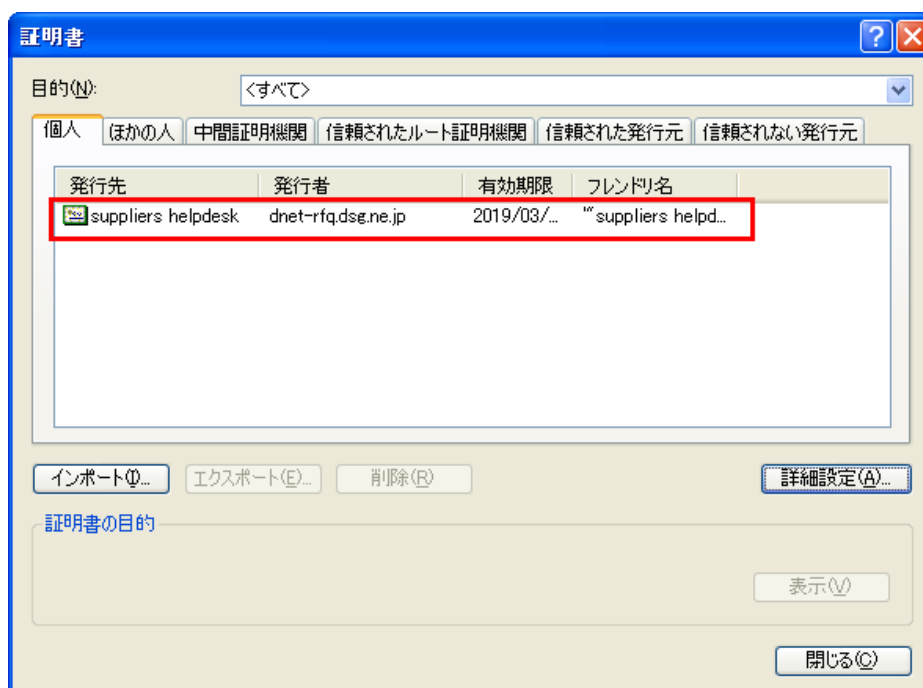 証明書
目的(N): <すべて>
個人 ほかの人 中間証明機関 信頼されたルート証明機関 信頼された発行元 信頼されない発行元
発行先 発行者 有効期限 フレンドリ名
suppliers helpdesk dnet-rfq.dsg.ne.jp 2019/03/... "'suppliers helpd...
インポート(I)... エクスポート(E)... 削除(R) 詳細設定(A)...
証明書の目的
表示(V)
閉じる(C)